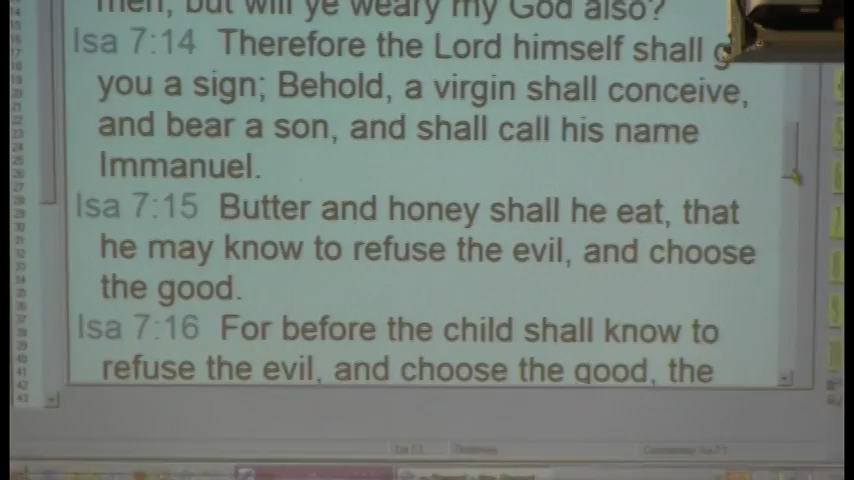 men, but will ye weary my God also?
Isa 7:14 Therefore the Lord himself shall
you a sign; Behold, a virgin shall conceive,
and bear a son, and shall call his name
Immanuel.
Isa 7:15 Butter and honey shall he eat, that
he may know to refuse the evil, and choose
the good.
Isa 7:16 For before the child shall know to
refuse the evil, and choose the good, the